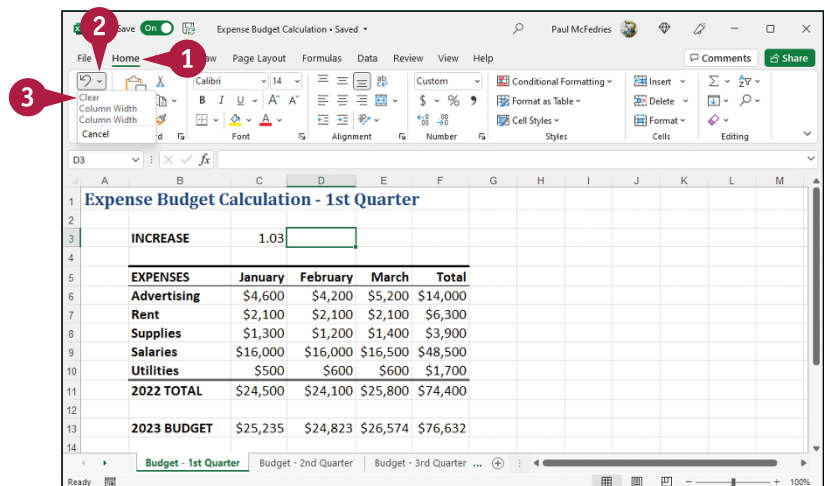 2
Save On Expense Budget Calculation • Saved Paul McFedries
File Home Draw Page Layout Formulas Data Review View Help Comments Share
1
Calibri 14 Custom Conditional Formatting Insert
3
Clear
Column Width
Column Width
Cancel
B I U A A $ % 9 Format as Table Delete
A Cell Styles Format
Font Alignment Number Styles Cells Editing
D3 fx
A B C D E F G H I J K L M
1 Expense Budget Calculation - 1st Quarter
2
3 INCREASE 1.03
4
5 EXPENSES January February March Total
6 Advertising $4,600 $4,200 $5,200 $14,000
7 Rent $2,100 $2,100 $2,100 $6,300
8 Supplies $1,300 $1,200 $1,400 $3,900
9 Salaries $16,000 $16,000 $16,500 $48,500
10 Utilities $500 $600 $600 $1,700
11 2022 TOTAL $24,500 $24,100 $25,800 $74,400
12
13 2023 BUDGET $25,235 $24,823 $26,574 $76,632
14
Budget - 1st Quarter Budget - 2nd Quarter Budget - 3rd Quarter ...
Ready 100%